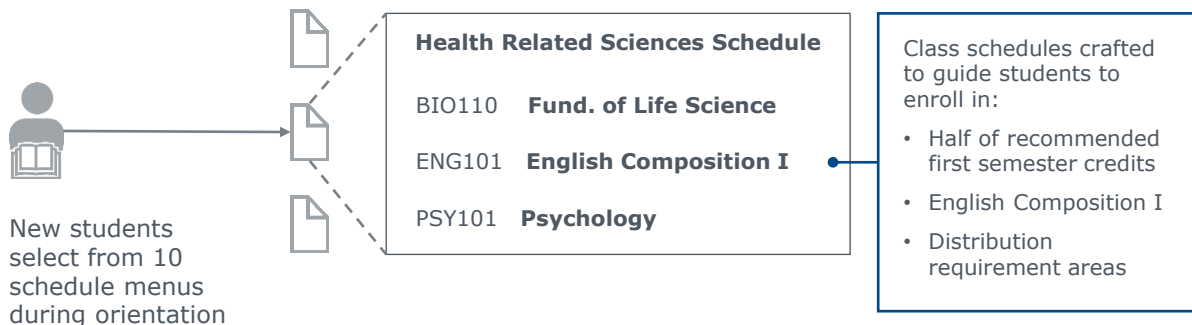 New students
select from 10
schedule menus
during orientation
Health Related Sciences Schedule
BIO110 Fund. of Life Science
ENG101 English Composition I
PSY101 Psychology
Class schedules crafted
to guide students to
enroll in:
• Half of recommended
first semester credits
• English Composition I
• Distribution
requirement areas